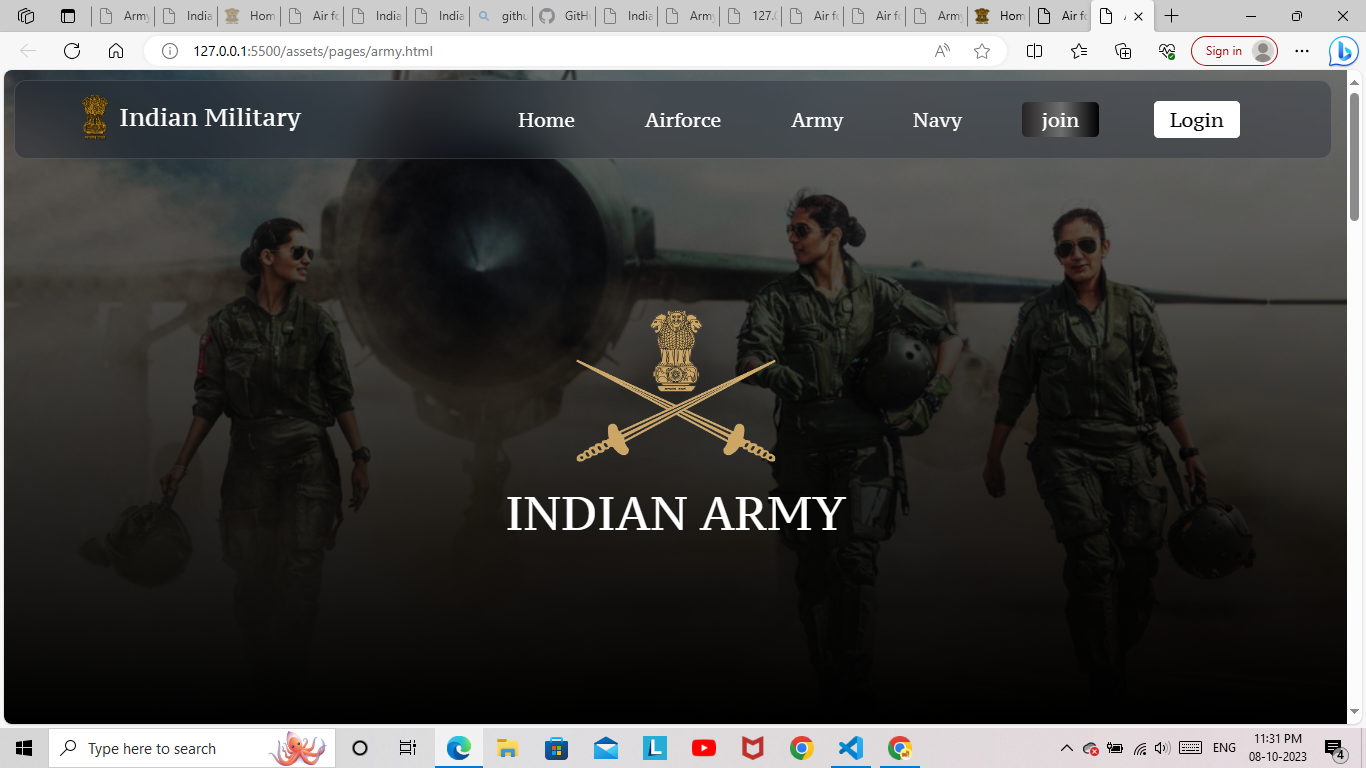 Army
India
Hom
Air fo
India
India
githu
GitHu
India
Army
127.0
Air fo
Air fo
Army
Hom
Air fo
127.0.0.1:5500/assets/pages/army.html
Sign in
Indian Military
Home
Airforce
Army
Navy
join
Login
INDIAN ARMY
Type here to search
ENG
11:31 PM
08-10-2023
4